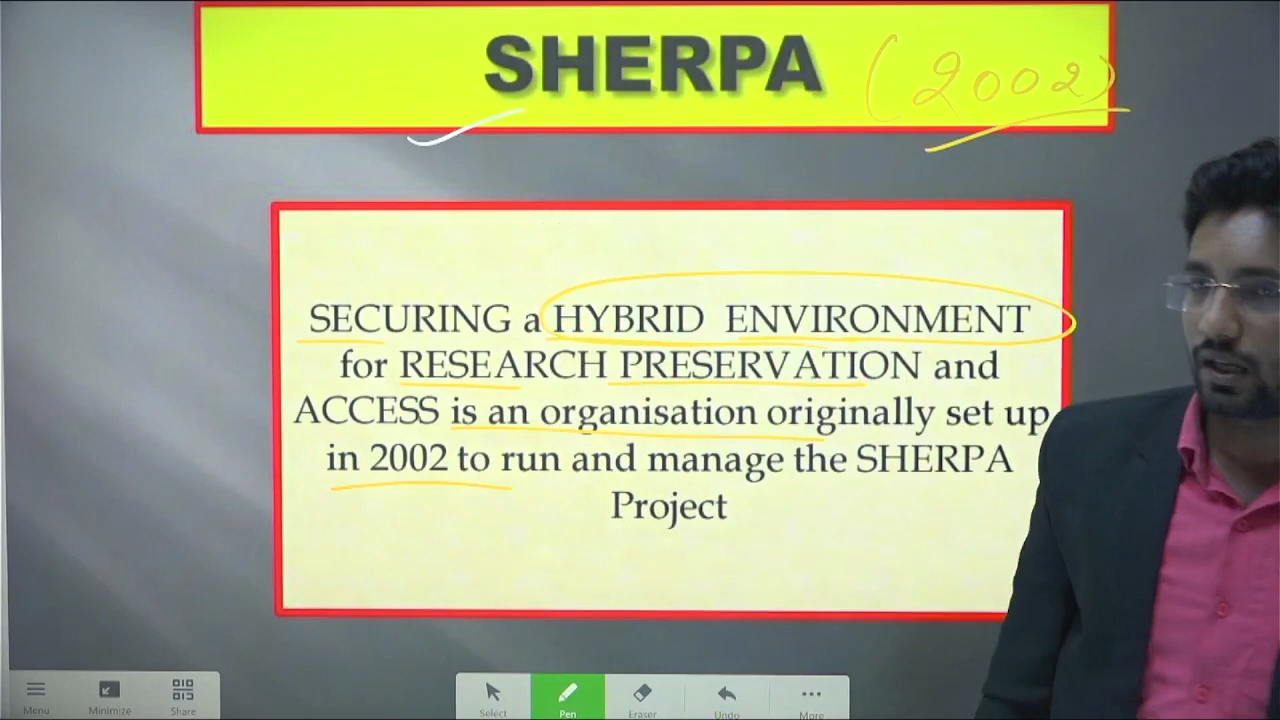 SHERPA (2002)
SECURING a HYBRID ENVIRONMENT
for RESEARCH PRESERVATION and
ACCESS is an organisation originally set up
in 2002 to run and manage the SHERPA
Project
Menu Minimize Share Select Pen Eraser Undo More